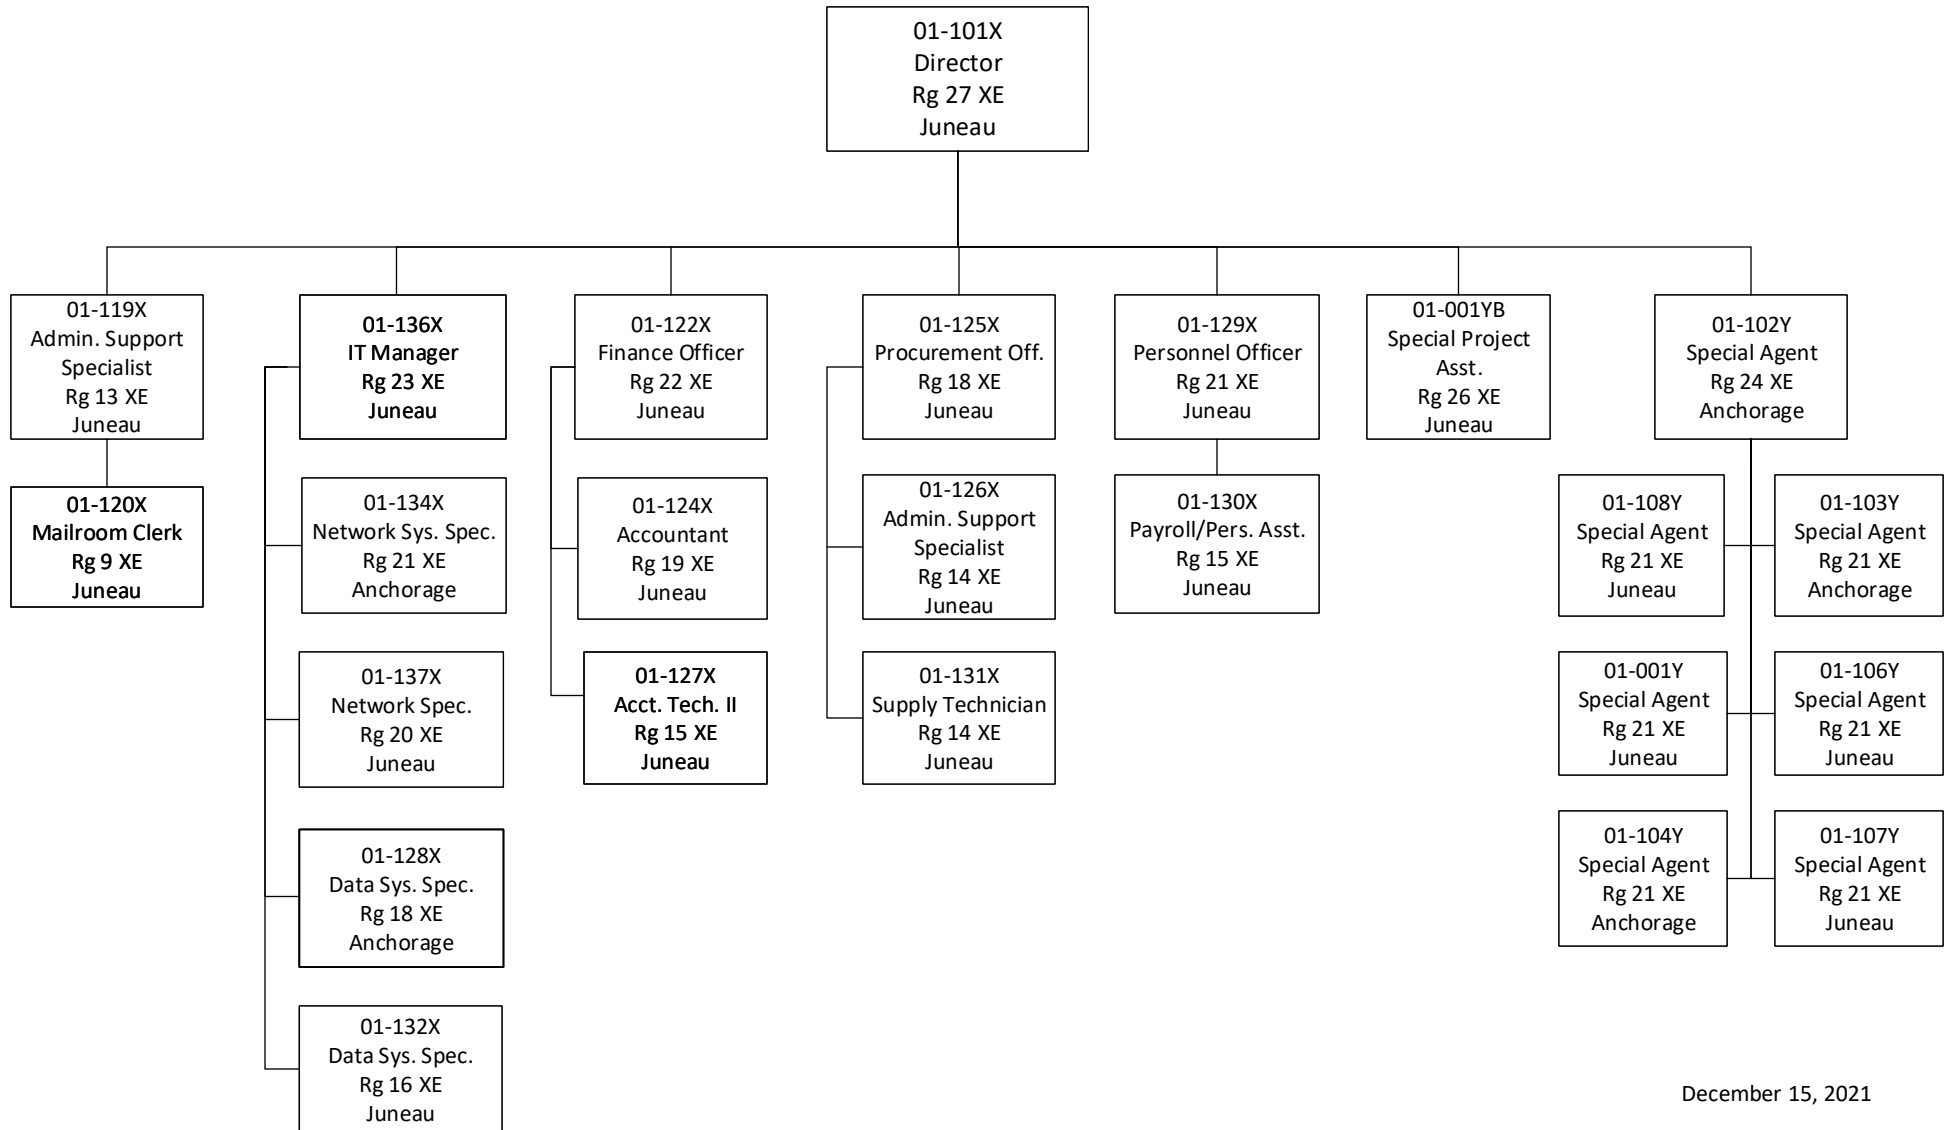 01-101X
Director
Rg 27 XE
Juneau
01-119X
Admin. Support
Specialist
Rg 13 XE
Juneau
01-136X
IT Manager
Rg 23 XE
Juneau
01-122X
Finance Officer
Rg 22 XE
Juneau
01-125X
Procurement Off.
Rg 18 XE
Juneau
01-129X
Personnel Officer
Rg 21 XE
Juneau
01-001YB
Special Project
Asst.
Rg 26 XE
Juneau
01-102Y
Special Agent
Rg 24 XE
Anchorage
01-120X
Mailroom Clerk
Rg 9 XE
Juneau
01-134X
Network Sys. Spec.
Rg 21 XE
Anchorage
01-124X
Accountant
Rg 19 XE
Juneau
01-126X
Admin. Support
Specialist
Rg 14 XE
Juneau
01-130X
Payroll/Pers. Asst.
Rg 15 XE
Juneau
01-108Y
Special Agent
Rg 21 XE
Juneau
01-103Y
Special Agent
Rg 21 XE
Anchorage
01-137X
Network Spec.
Rg 20 XE
Juneau
01-127X
Acct. Tech. II
Rg 15 XE
Juneau
01-131X
Supply Technician
Rg 14 XE
Juneau
01-001Y
Special Agent
Rg 21 XE
Juneau
01-106Y
Special Agent
Rg 21 XE
Juneau
01-128X
Data Sys. Spec.
Rg 18 XE
Anchorage
01-104Y
Special Agent
Rg 21 XE
Anchorage
01-107Y
Special Agent
Rg 21 XE
Juneau
01-132X
Data Sys. Spec.
Rg 16 XE
Juneau
December 15, 2021